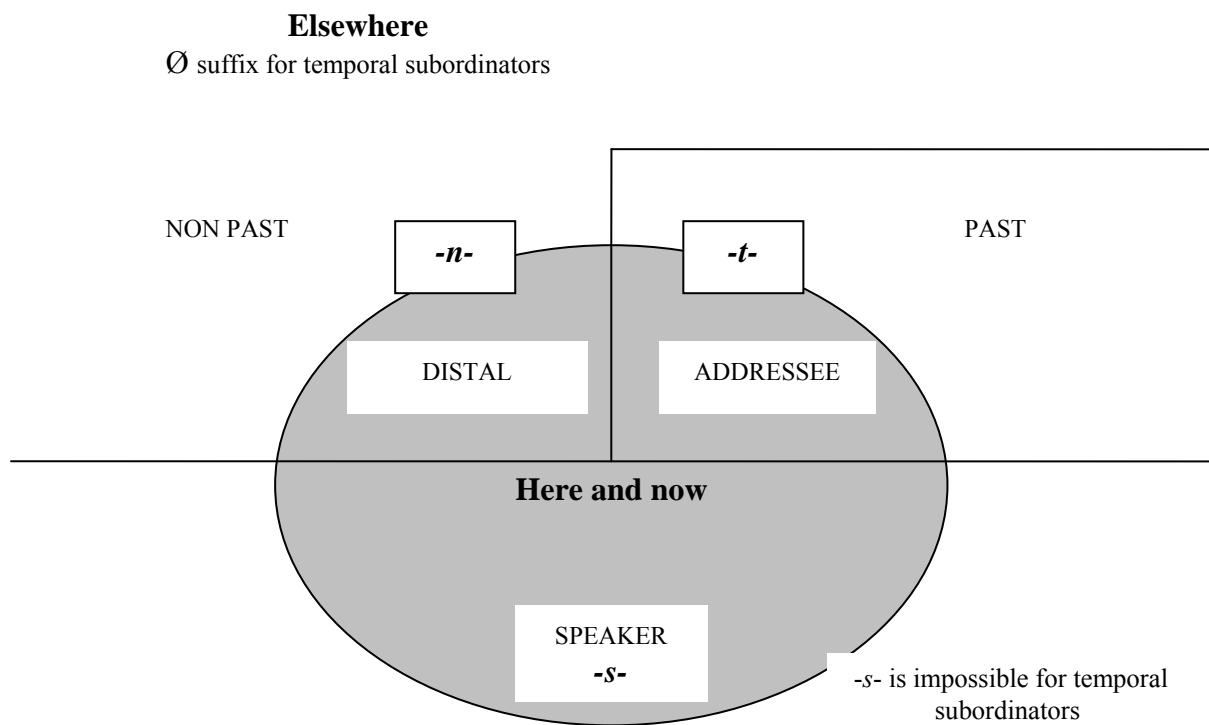 Elsewhere
Ø suffix for temporal subordinators
NON PAST
-n-
-t-
PAST
DISTAL
ADDRESSEE
Here and now
SPEAKER
-s-
-s- is impossible for temporal
subordinators